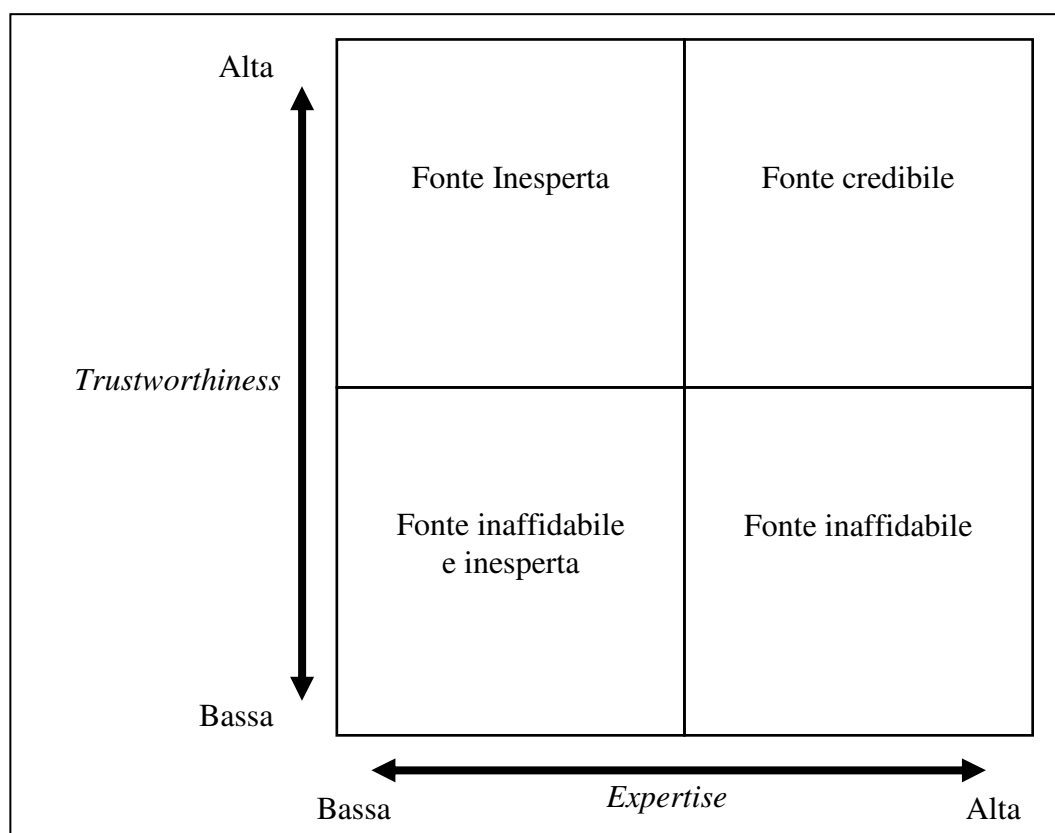 Alta
Fonte Inesperta
Fonte credibile
Trustworthiness
Fonte inaffidabile
e inesperta
Fonte inaffidabile
Bassa
Bassa
Expertise
Alta